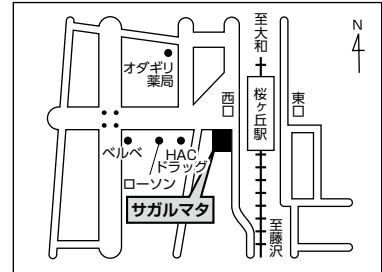 至大和
N
オダギリ
薬局
西口
桜ヶ丘駅
東口
ベルベ
HAC
ドラッグ
ローソン
サガルマタ
至藤沢